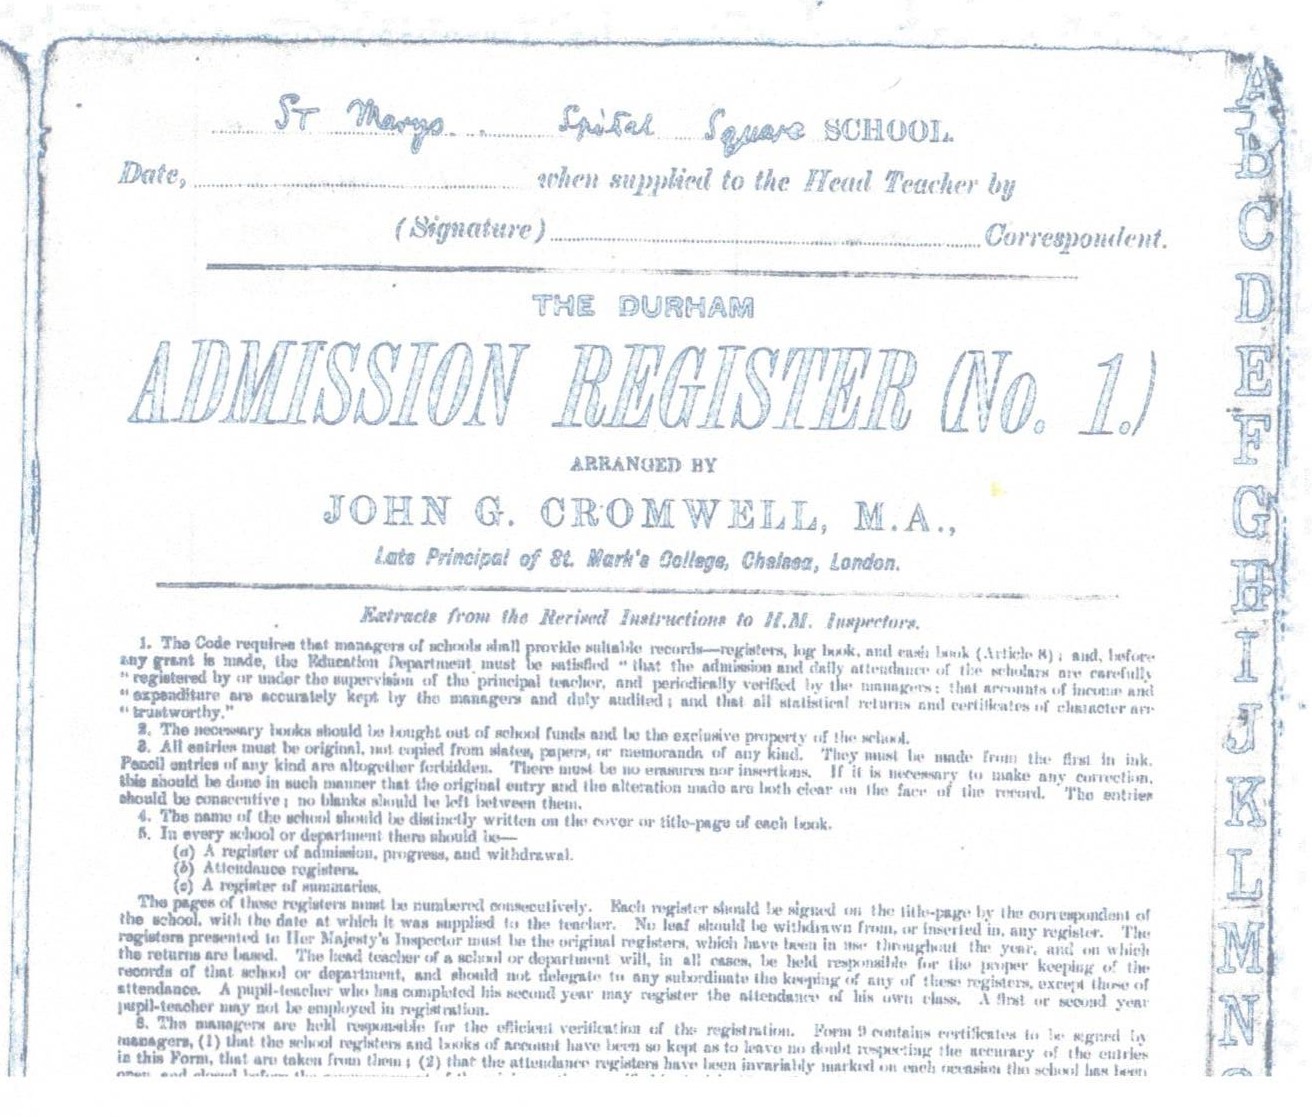 St Marys. . Spital Square SCHOOL.
Date, when supplied to the Head Teacher by
(Signature) Correspondent.
THE DURHAM
ADMISSION REGISTER (No. 1.)
ARRANGED BY
JOHN G. CROMWELL, M.A.,
Late Principal of St. Mark's College, Chelsea, London.
Extracts from the Revised Instructions to H.M. Inspectors.
1. The Code requires that managers of schools shall provide suitable records—registers, log book, and cash book (Article 8); and, before
any grant is made, the Education Department must be satisfied "that the admission and daily attendance of the scholars are carefully
"registered by or under the supervision of the principal teacher, and periodically verified by the managers; that accounts of income and
"expenditure are accurately kept by the managers and duly audited; and that all statistical returns and certificates of character are
"trustworthy."
2. The necessary books should be bought out of school funds and be the exclusive property of the school.
3. All entries must be original, not copied from slates, papers, or memoranda of any kind. They must be made from the first in ink.
Pencil entries of any kind are altogether forbidden. There must be no erasures nor insertions. If it is necessary to make any correction,
this should be done in such manner that the original entry and the alteration made are both clear on the face of the record. The entries
should be consecutive; no blanks should be left between them.
4. The name of the school should be distinctly written on the cover or title-page of each book.
5. In every school or department there should be—
(a) A register of admission, progress, and withdrawal.
(b) Attendance registers.
(c) A register of summaries.
The pages of these registers must be numbered consecutively. Each register should be signed on the title-page by the correspondent of
the school, with the date at which it was supplied to the teacher. No leaf should be withdrawn from, or inserted in, any register. The
registers presented to Her Majesty's Inspector must be the original registers, which have been in use throughout the year, and on which
the returns are based. The head teacher of a school or department will, in all cases, be held responsible for the proper keeping of the
records of that school or department, and should not delegate to any subordinate the keeping of any of these registers, except those of
attendance. A pupil-teacher who has completed his second year may register the attendance of his own class. A first or second year
pupil-teacher may not be employed in registration.
6. The managers are held responsible for the efficient verification of the registration. Form 9 contains certificates to be signed by
managers, (1) that the school registers and books of account have been so kept as to leave no doubt respecting the accuracy of the entries
in this Form, that are taken from them; (2) that the attendance registers have been invariably marked on each occasion the school has been
A
B
C
D
E
F
G
H
I
J
K
L
M
N